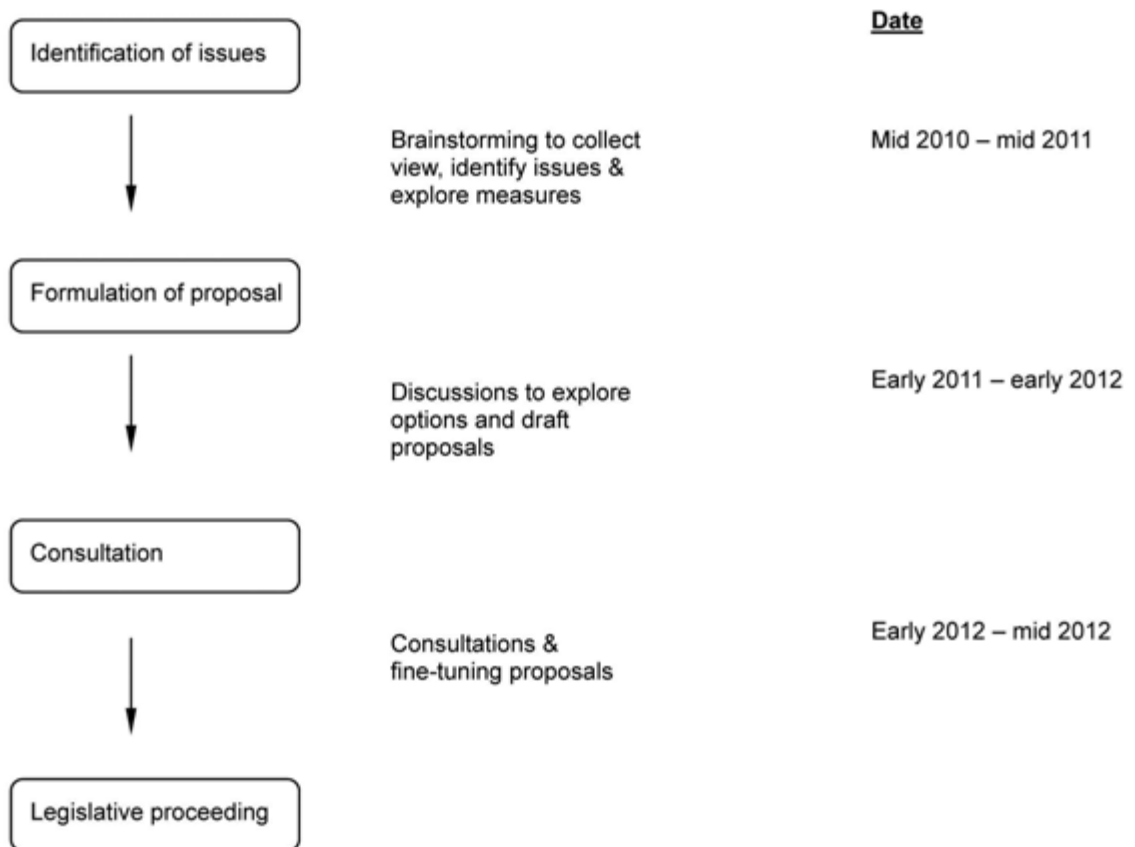 Date
Identification of issues
Brainstorming to collect
view, identify issues &
explore measures
Mid 2010 – mid 2011
Formulation of proposal
Discussions to explore
options and draft
proposals
Early 2011 – early 2012
Consultation
Consultations &
fine-tuning proposals
Early 2012 – mid 2012
Legislative proceeding